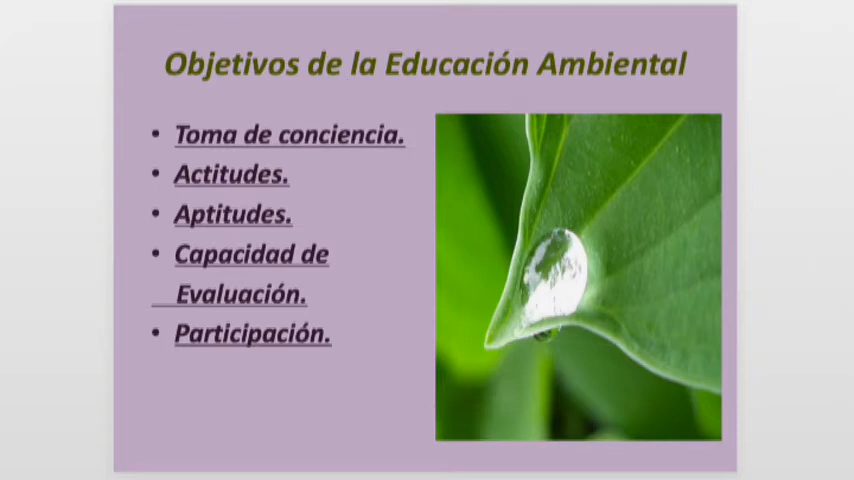 Objetivos de la Educación Ambiental
• Toma de conciencia.
• Actitudes.
• Aptitudes.
• Capacidad de
Evaluación.
• Participación.